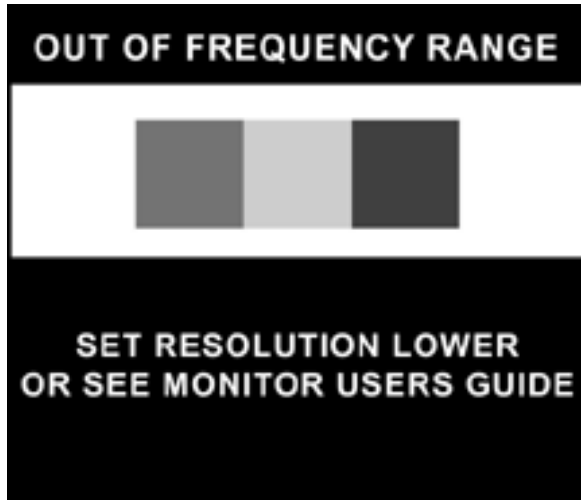 OUT OF FREQUENCY RANGE
SET RESOLUTION LOWER
OR SEE MONITOR USERS GUIDE